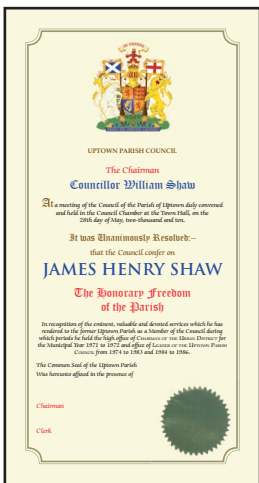 UPTOWN PARISH COUNCIL
The Chairman
Councillor William Shaw
At a meeting of the Council of the Parish of Uptown duly convened
and held in the Council Chamber at the Town Hall, on the
28th day of May, two-thousand and ten.
It was Unanimously Resolved:–
that the Council confer on
JAMES HENRY SHAW
The Honorary Freedom
of the Parish
In recognition of the eminent, valuable and devoted services which he has
rendered to the former Uptown Parish as a Member of the Council during
which periods he held the high office of Chairman of the Urban District for
the Municipal Year 1971 to 1972 and office of Leader of the Uptown Parish
Council from 1974 to 1983 and 1984 to 1986.
The Common Seal of the Uptown Parish
Was hereunto affixed in the presence of
Chairman
Clerk